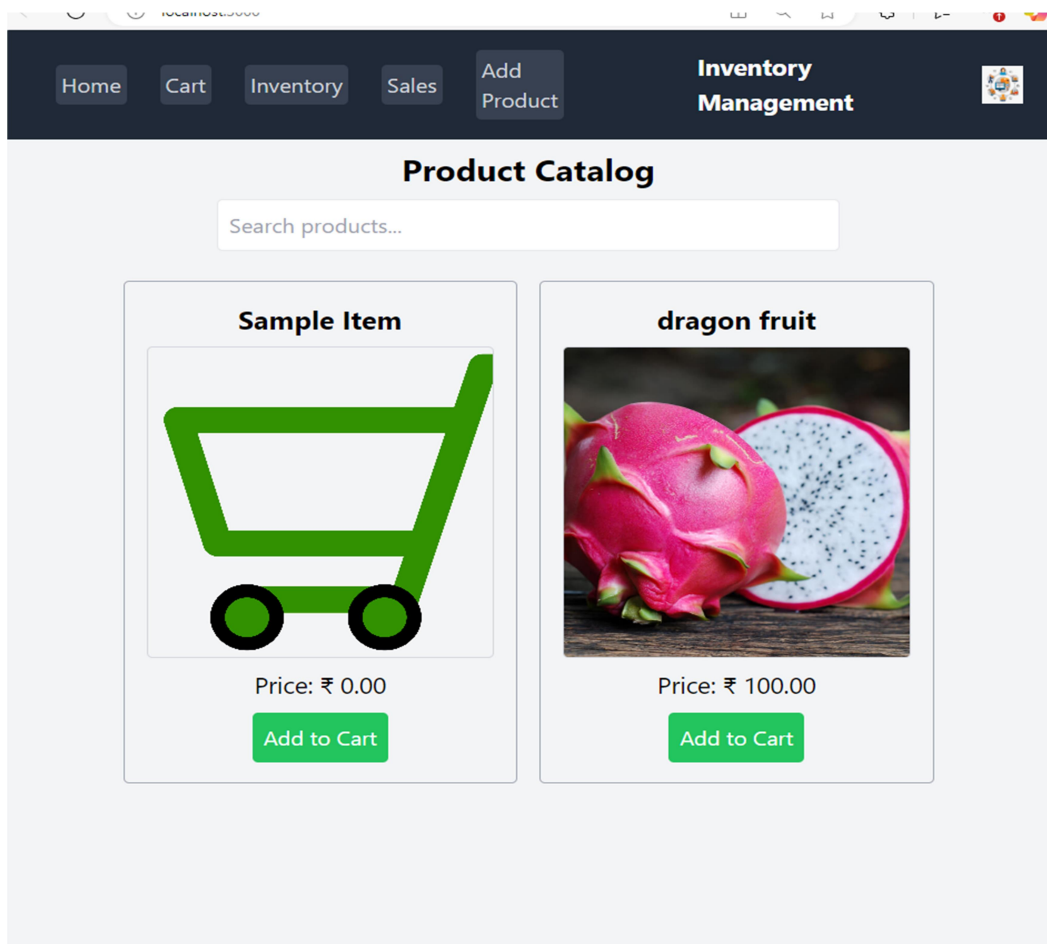 Home Cart Inventory Sales Add
Product
Inventory
Management
Product Catalog
Search products...
Sample Item
dragon fruit
Price: ₹ 0.00
Price: ₹ 100.00
Add to Cart
Add to Cart